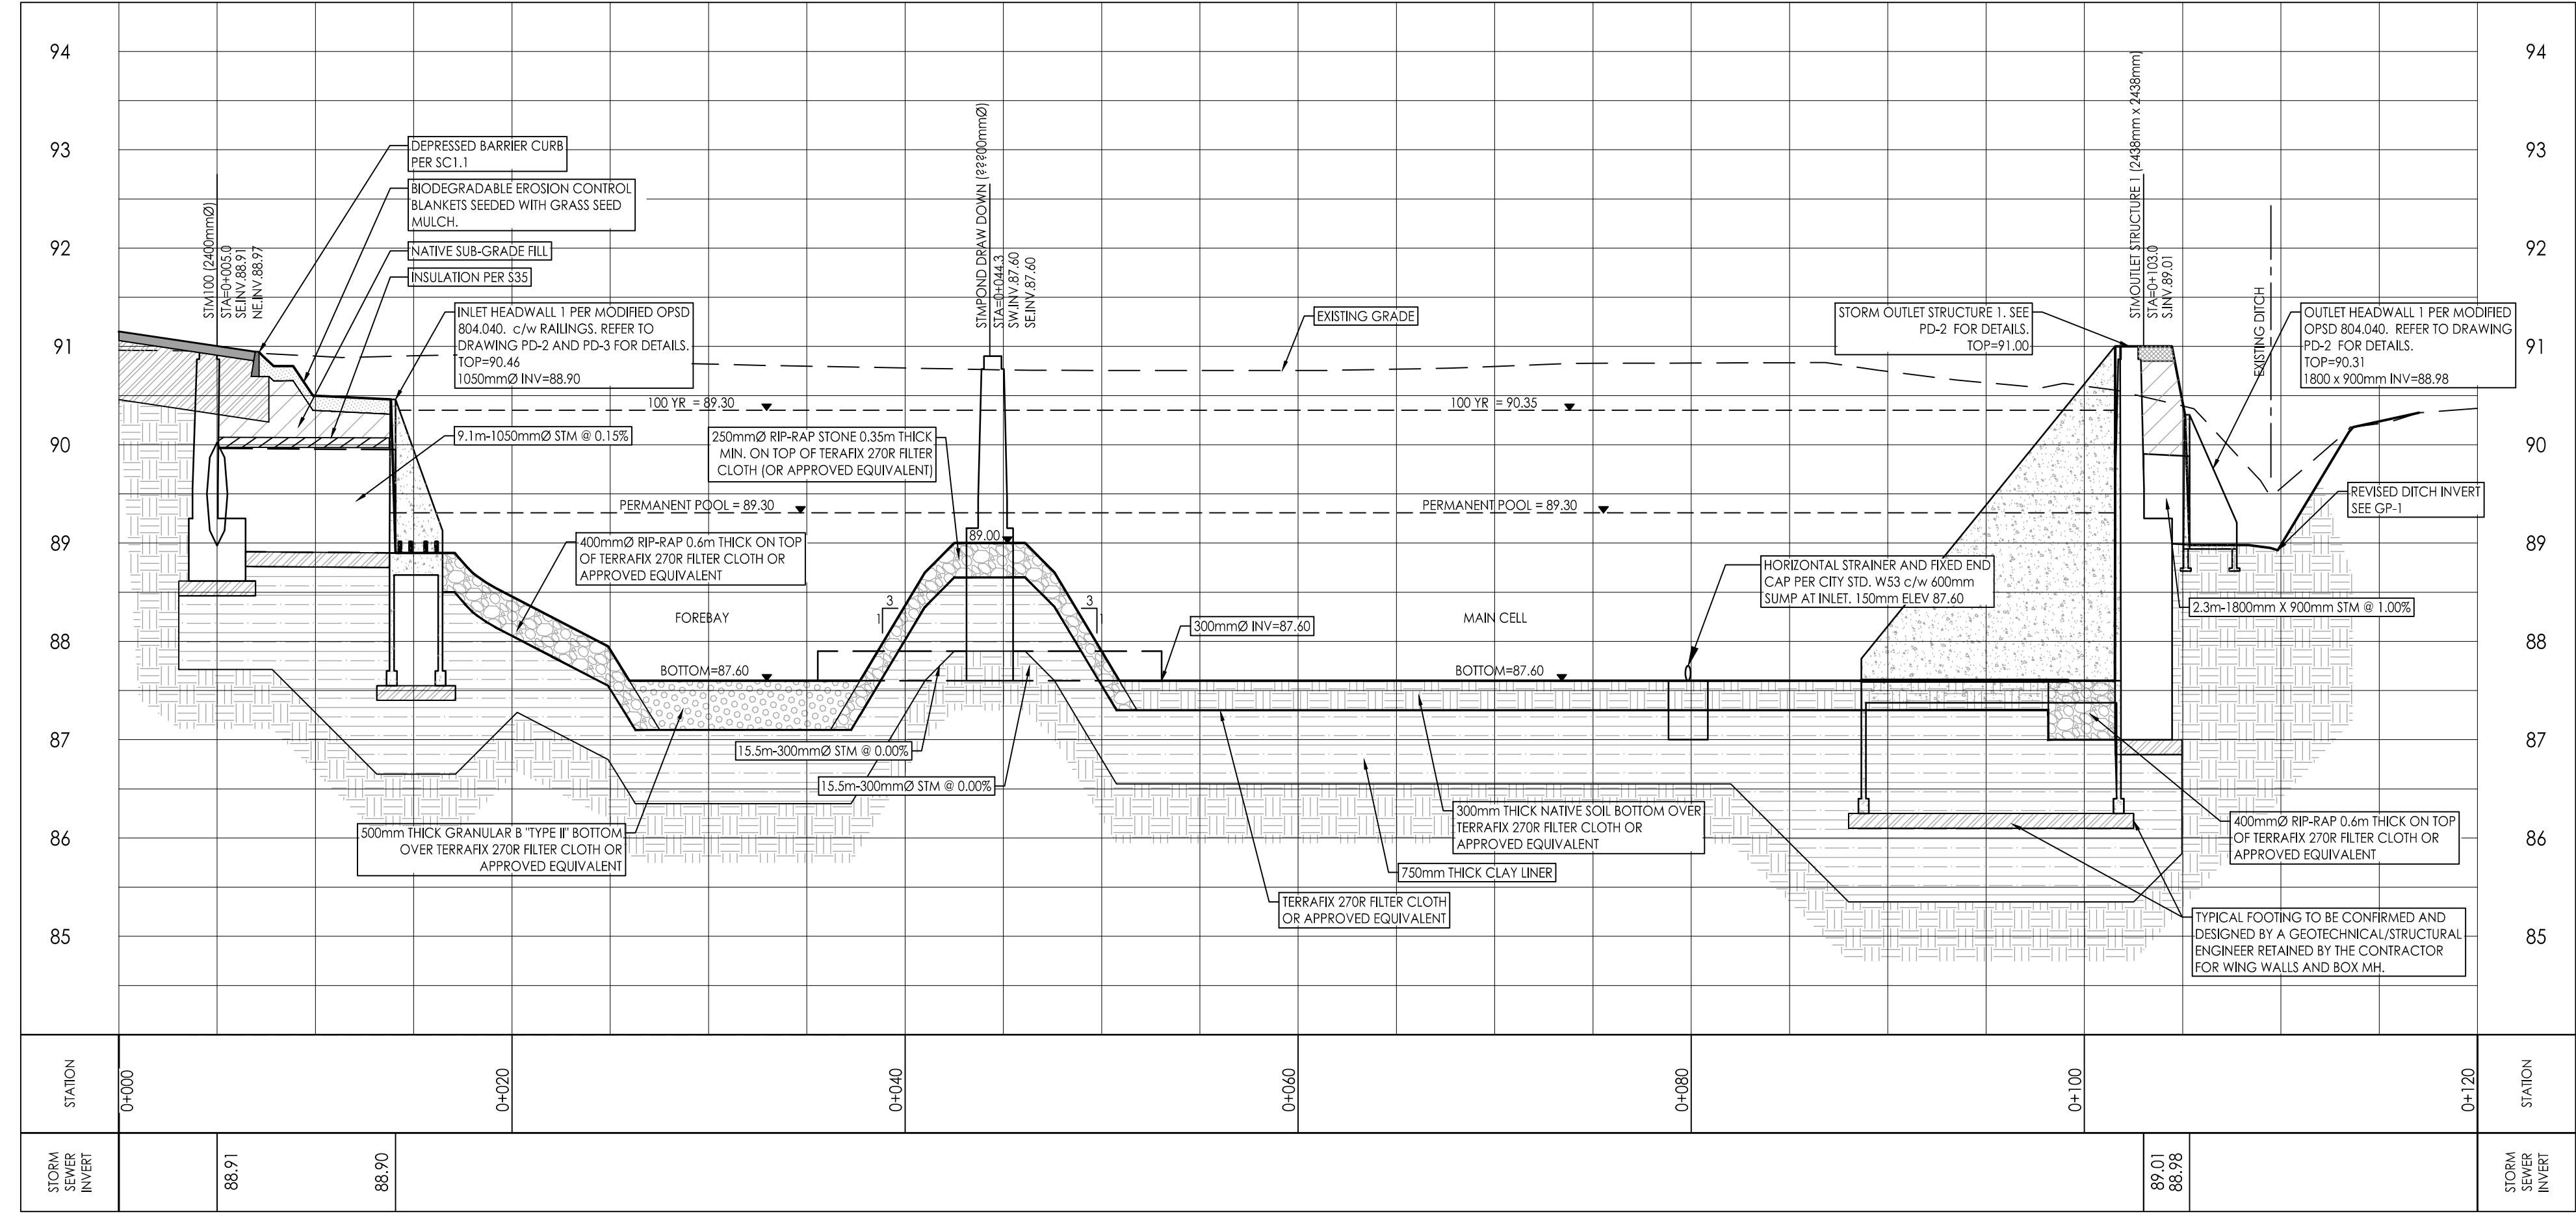 94
93
92
91
90
89
88
87
86
85
STM100 (2400mmØ)
STA=0+005.0
SE.INV.88.91
NE.INV.88.97
DEPRESSED BARRIER CURB
PER SC1.1
BIODEGRADABLE EROSION CONTROL
BLANKETS SEEDED WITH GRASS SEED
MULCH.
NATIVE SUB-GRADE FILL
INSULATION PER S35
INLET HEADWALL 1 PER MODIFIED OPSD
804.040. c/w RAILINGS. REFER TO
DRAWING PD-2 AND PD-3 FOR DETAILS.
TOP=90.46
1050mmØ INV=88.90
9.1m-1050mmØ STM @ 0.15%
100 YR = 89.30
250mmØ RIP-RAP STONE 0.35m THICK
MIN. ON TOP OF TERAFIX 270R FILTER
CLOTH (OR APPROVED EQUIVALENT)
PERMANENT POOL = 89.30
400mmØ RIP-RAP 0.6m THICK ON TOP
OF TERRAFIX 270R FILTER CLOTH OR
APPROVED EQUIVALENT
FOREBAY
BOTTOM=87.60
15.5m-300mmØ STM @ 0.00%
15.5m-300mmØ STM @ 0.00%
500mm THICK GRANULAR B "TYPE II" BOTTOM
OVER TERRAFIX 270R FILTER CLOTH OR
APPROVED EQUIVALENT
STMPOND DRAW DOWN (???00mmØ)
STA=0+044.3
SW.INV.87.60
SE.INV.87.60
89.00
3
1
3
1
EXISTING GRADE
100 YR = 90.35
PERMANENT POOL = 89.30
300mmØ INV=87.60
MAIN CELL
BOTTOM=87.60
HORIZONTAL STRAINER AND FIXED END
CAP PER CITY STD. W53 c/w 600mm
SUMP AT INLET. 150mm ELEV 87.60
300mm THICK NATIVE SOIL BOTTOM OVER
TERRAFIX 270R FILTER CLOTH OR
APPROVED EQUIVALENT
750mm THICK CLAY LINER
TERRAFIX 270R FILTER CLOTH
OR APPROVED EQUIVALENT
STORM OUTLET STRUCTURE 1. SEE
PD-2 FOR DETAILS.
TOP=91.00
STMOUTLET STRUCTURE 1 (2438mm x 2438mm)
STA=0+103.0
S.INV.89.01
EXISTING DITCH
OUTLET HEADWALL 1 PER MODIFIED
OPSD 804.040. REFER TO DRAWING
PD-2 FOR DETAILS.
TOP=90.31
1800 x 900mm INV=88.98
REVISED DITCH INVERT
SEE GP-1
2.3m-1800mm X 900mm STM @ 1.00%
400mmØ RIP-RAP 0.6m THICK ON TOP
OF TERRAFIX 270R FILTER CLOTH OR
APPROVED EQUIVALENT
TYPICAL FOOTING TO BE CONFIRMED AND
DESIGNED BY A GEOTECHNICAL/STRUCTURAL
ENGINEER RETAINED BY THE CONTRACTOR
FOR WING WALLS AND BOX MH.
94
93
92
91
90
89
88
87
86
85
STATION
0+000
0+020
0+040
0+060
0+080
0+100
0+120
STATION
STORM
SEWER
INVERT
88.91
88.90
89.01
88.98
STORM
SEWER
INVERT